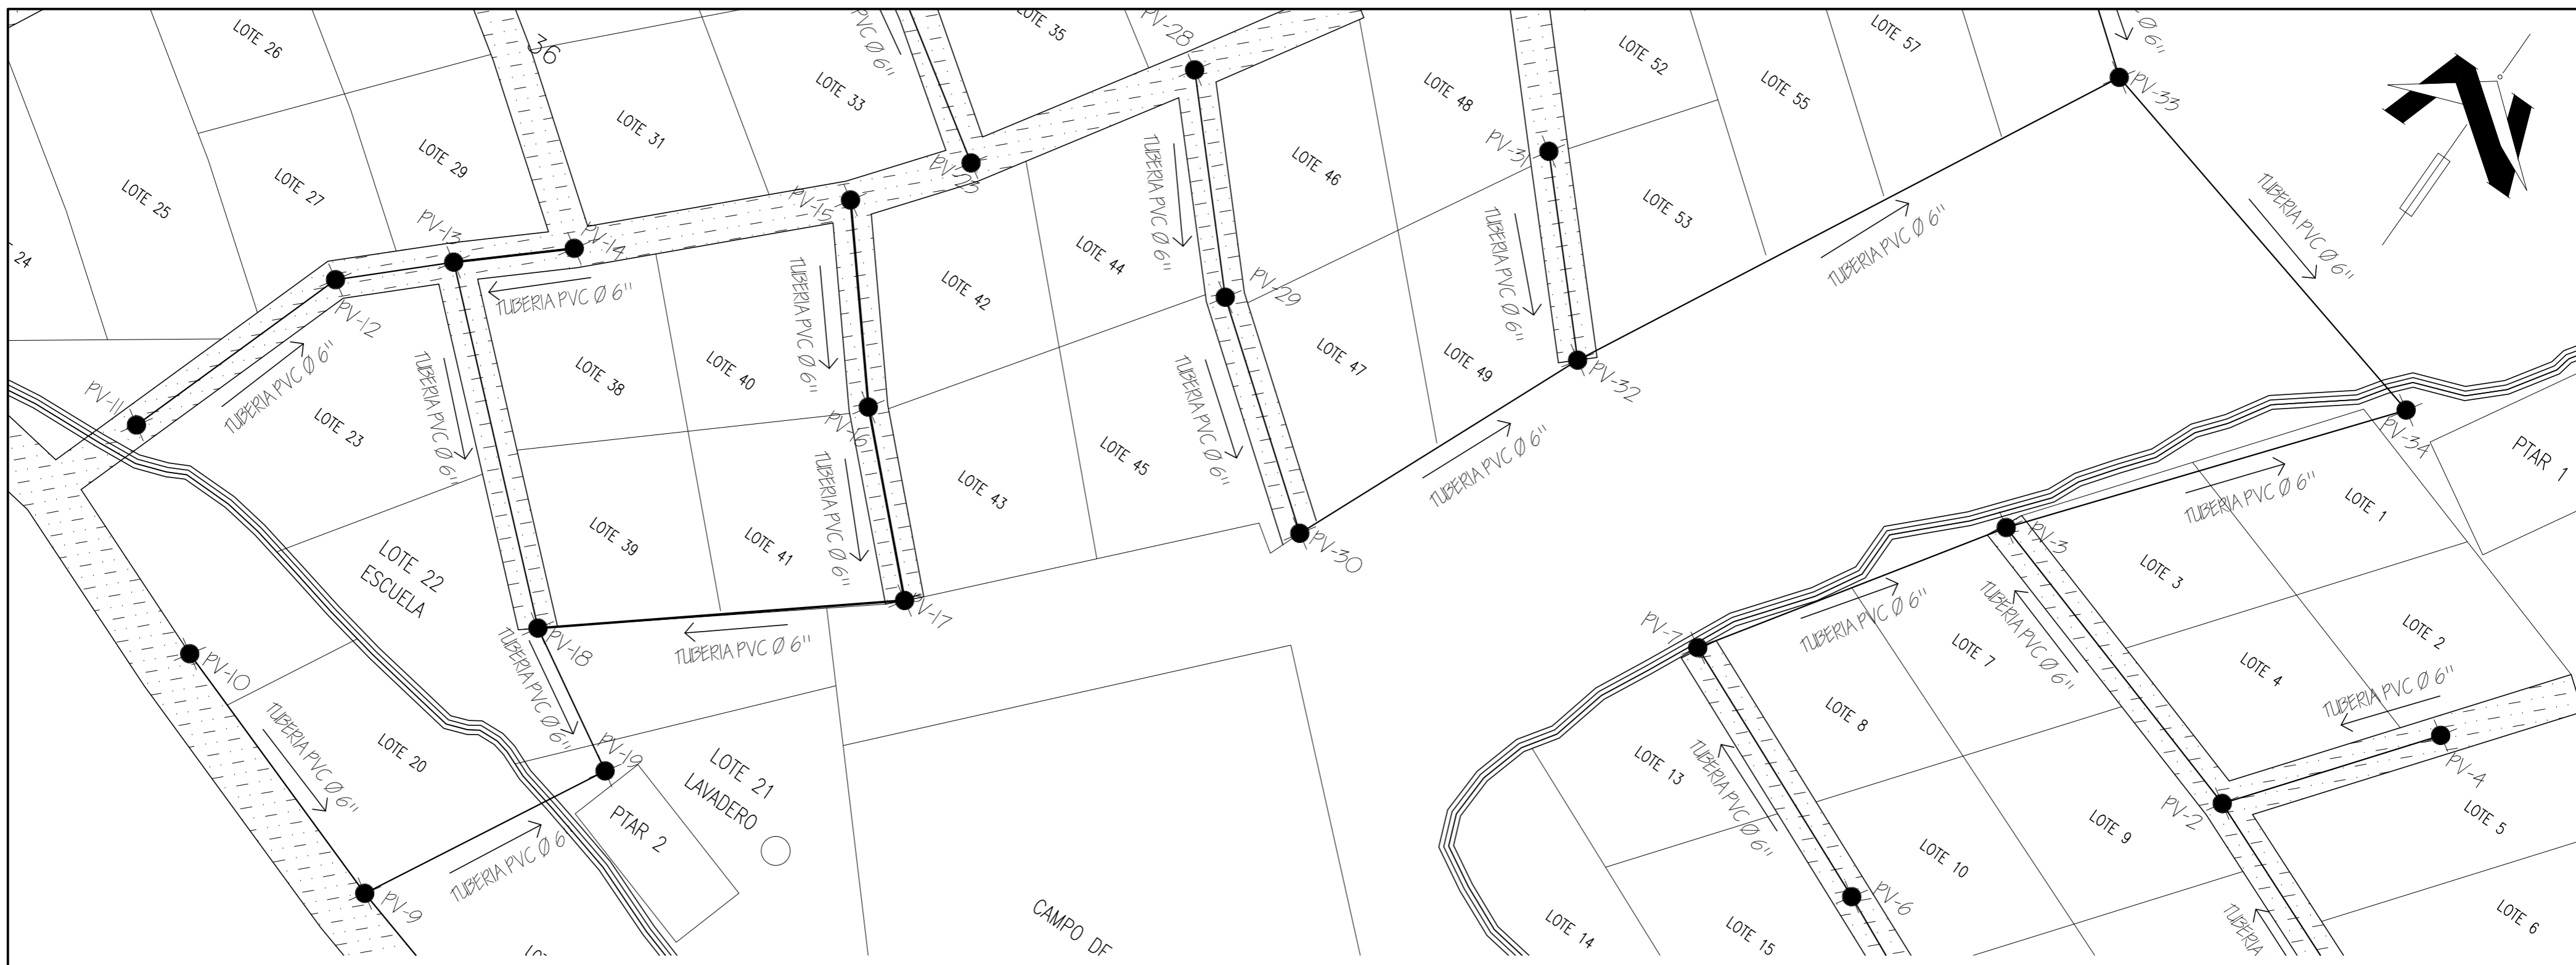 LOTE 26
36
PVC Ø 6"
LOTE 35
PV-28
LOTE 52
LOTE 57
Ø 6"
LOTE 25
LOTE 27
LOTE 29
LOTE 31
LOTE 33
LOTE 48
LOTE 55
PV-33
24
PV-13
PV-14
PV-15
TUBERIA PVC Ø 6"
LOTE 46
PV-31
LOTE 53
PV-12
TUBERIA PVC Ø 6"
TUBERIA PVC Ø 6"
LOTE 42
LOTE 44
PV-29
TUBERIA PVC Ø 6"
TUBERIA PVC Ø 6"
TUBERIA PVC Ø 6"
PV-11
TUBERIA PVC Ø 6"
LOTE 23
TUBERIA PVC Ø 6"
LOTE 38
LOTE 40
PV-16
TUBERIA PVC Ø 6"
LOTE 47
LOTE 49
PV-32
PV-34
PTAR 1
LOTE 39
LOTE 41
TUBERIA PVC Ø 6"
LOTE 43
LOTE 45
TUBERIA PVC Ø 6"
TUBERIA PVC Ø 6"
LOTE 1
LOTE 22
ESCUELA
PV-30
PV-3
LOTE 3
PV-10
TUBERIA PVC Ø 6"
PV-18
TUBERIA PVC Ø 6"
V-17
PV-7
TUBERIA PVC Ø 6"
LOTE 7
TUBERIA PVC Ø 6"
LOTE 2
LOTE 4
TUBERIA PVC Ø 6"
TUBERIA PVC Ø 6"
LOTE 20
PV-19
LOTE 21
LAVADERO
LOTE 13
TUBERIA PVC Ø 6"
LOTE 8
PV-4
PV-2
LOTE 5
PV-9
TUBERIA PVC Ø 6
PTAR 2
LOTE 10
LOTE 9
PV-6
CAMPO DE
LOTE 14
LOTE 15
TUBERIA
LOTE 6